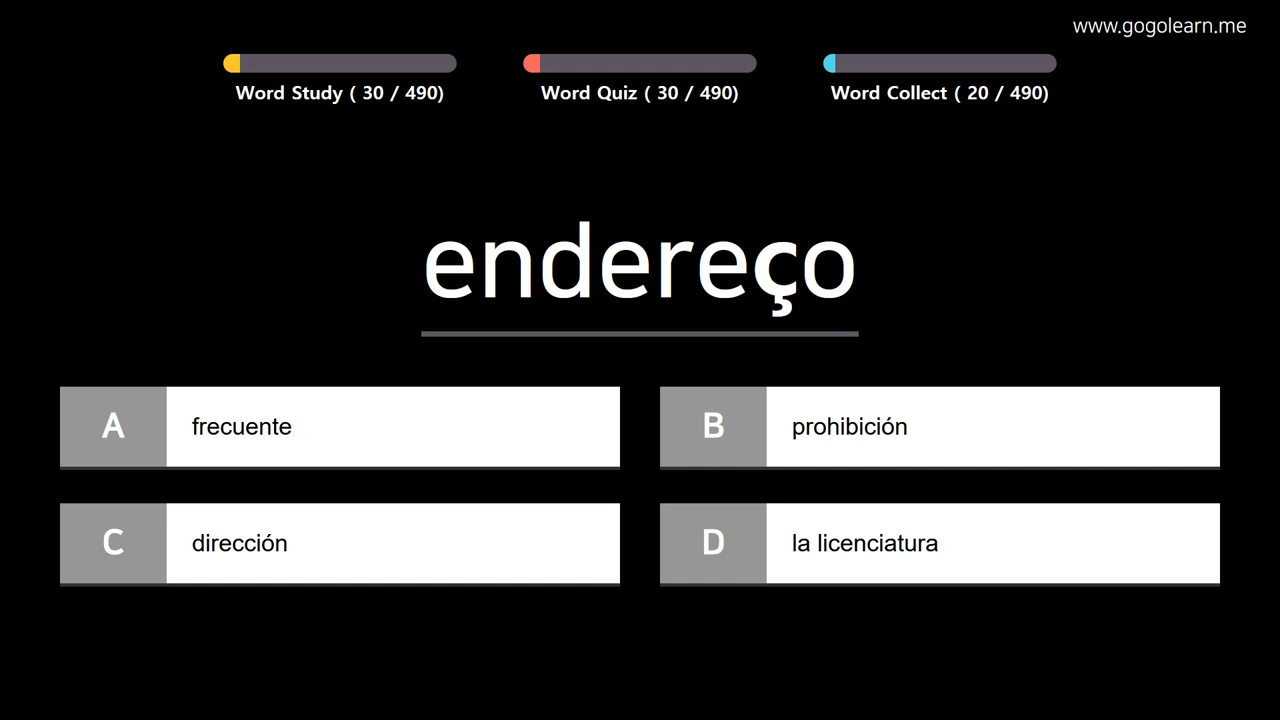 www.gogolearn.me
Word Study ( 30 / 490)
Word Quiz ( 30 / 490)
Word Collect ( 20 / 490)
endereço
A frecuente
B prohibición
C dirección
D la licenciatura